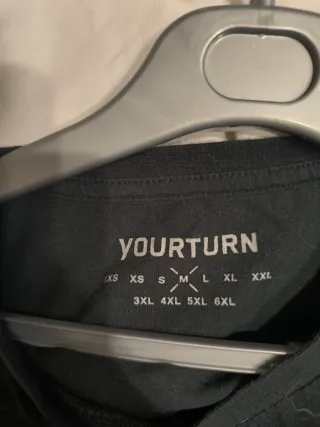 YOURTURN
XXS XS S M L XL XXL
3XL 4XL 5XL 6XL